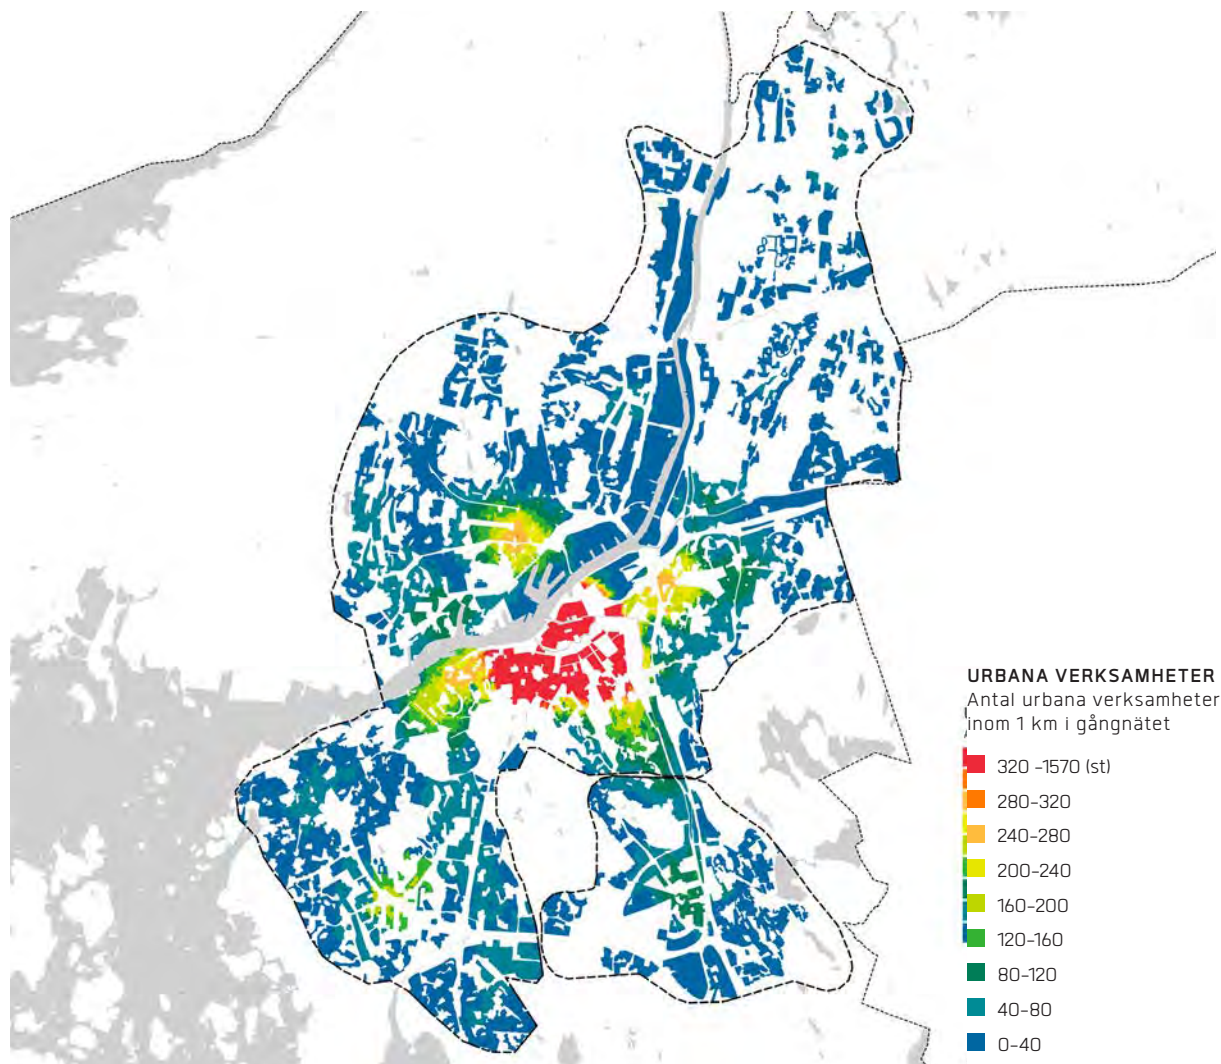 URBANA VERKSAMHETER
Antal urbana verksamheter
inom 1 km i gångnätet
320 -1570 (st)
280-320
240-280
200-240
160-200
120-160
80-120
40-80
0-40